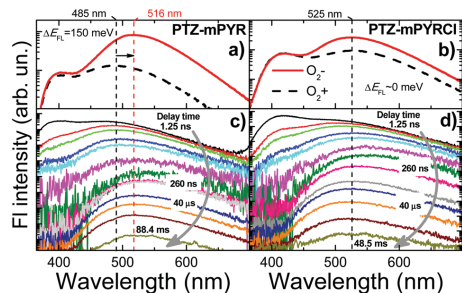 485 nm
516 nm
525 nm
ΔE_FL=150 meV
PTZ-mPYR
PTZ-mPYRCl
a)
b)
O₂-
O₂+
ΔE_FL~0 meV
FI intensity (arb. un.)
c)
d)
Delay time
1.25 ns
260 ns
40 µs
88.4 ms
Delay time
1.25 ns
260 ns
40 µs
48.5 ms
400 500 600
400 500 600
Wavelength (nm)
Wavelength (nm)